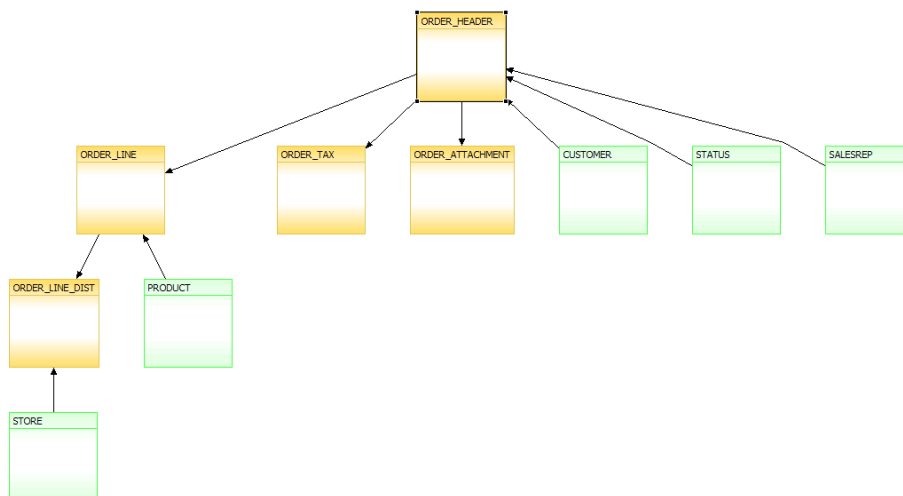 ORDER_HEADER
ORDER_LINE
ORDER_TAX
ORDER_ATTACHMENT
CUSTOMER
STATUS
SALESREP
ORDER_LINE_DIST
PRODUCT
STORE